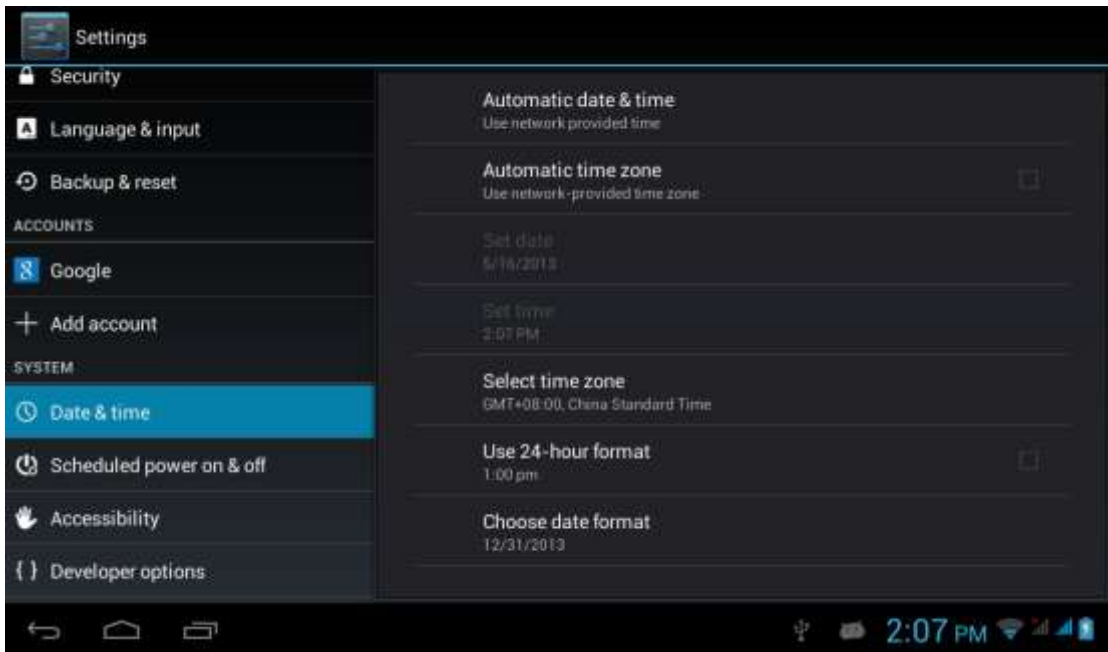 Settings
Security
Language & input
Backup & reset
ACCOUNTS
Google
Add account
SYSTEM
Date & time
Scheduled power on & off
Accessibility
{ } Developer options
Automatic date & time
Use network provided time
Automatic time zone
Use network-provided time zone
Set date
5/16/2013
Set time
2:07 PM
Select time zone
GMT+08:00, China Standard Time
Use 24-hour format
1:00 pm
Choose date format
12/31/2013
2:07 PM